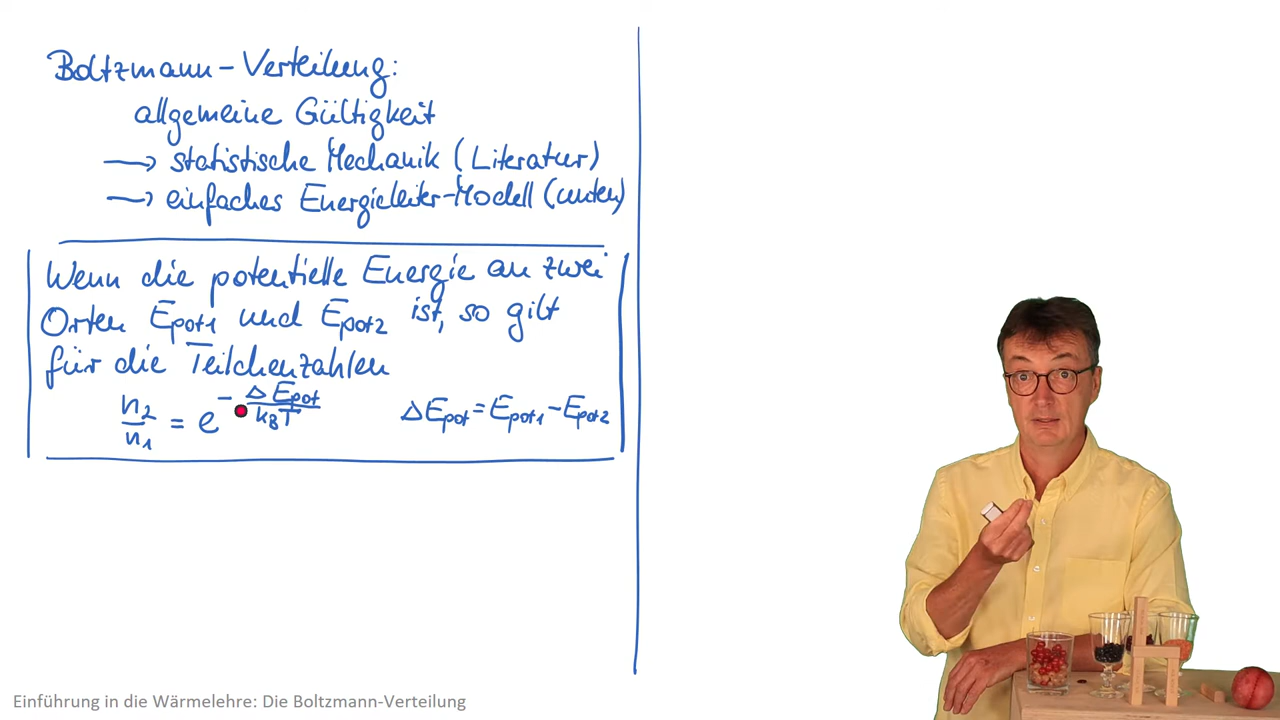 Boltzmann-Verteilung:
allgemeine Gültigkeit
→ statistische Mechanik (Literatur)
→ einfaches Energieleiter-Modell (unten)
Wenn die potentielle Energie an zwei
Orten Epot1 und Epot2 ist, so gilt
für die Teilchenzahlen
n₂/n₁ = e^(-ΔEpot/(k_B T)) ΔEpot = Epot1 - Epot2
Einführung in die Wärmelehre: Die Boltzmann-Verteilung